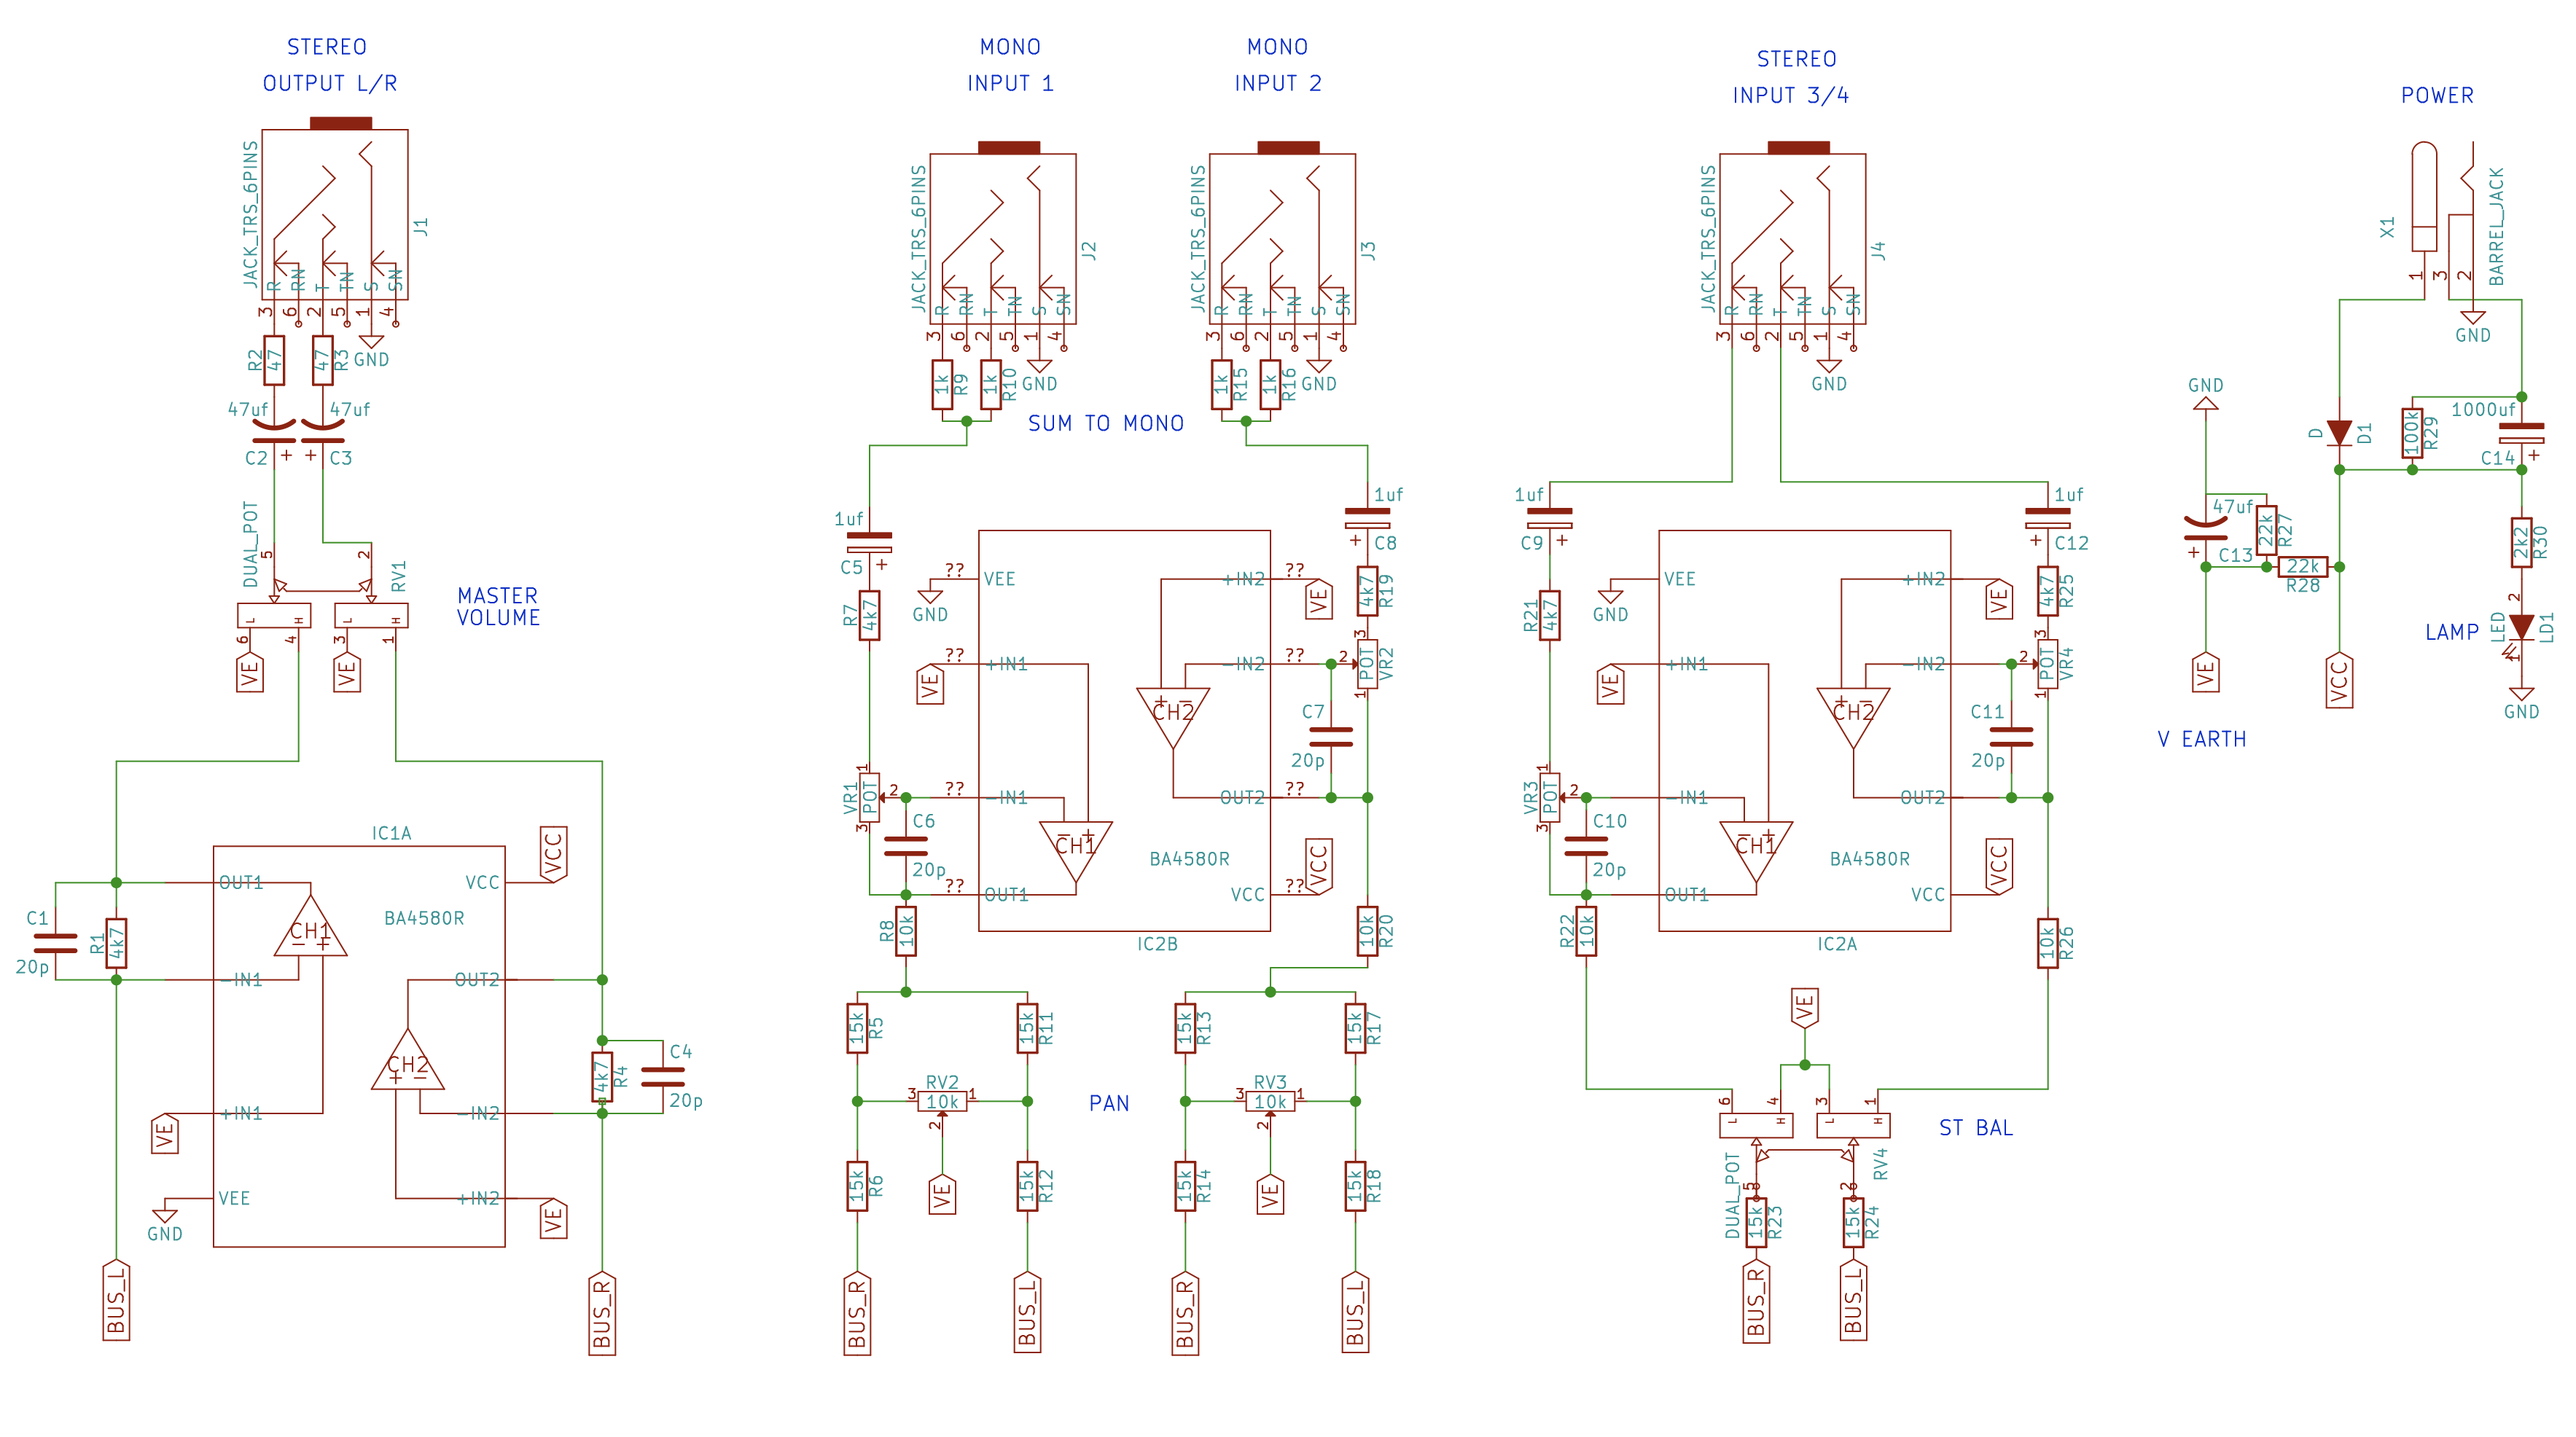 STEREO
OUTPUT L/R
JACK_TRS_6PINS
J1
R
RN
T
TN
S
SN
3
6
2
5
1
4
R2
47
47
R3
GND
47uf
47uf
C2
+
+
C3
DUAL_POT
5
2
RV1
L
H
L
H
6
4
3
1
VE
VE
MASTER
VOLUME
IC1A
VCC
OUT1
VCC
C1
20p
R1
4k7
CH1
- +
BA4580R
-IN1
OUT2
CH2
+ -
4k7
R4
C4
20p
+IN1
-IN2
VE
VEE
GND
+IN2
VE
BUS_L
BUS_R
MONO
INPUT 1
JACK_TRS_6PINS
J2
R
RN
T
TN
S
SN
3
6
2
5
1
4
1k
R9
1k
R10
GND
MONO
INPUT 2
JACK_TRS_6PINS
J3
R
RN
T
TN
S
SN
3
6
2
5
1
4
1k
R15
1k
R16
GND
SUM TO MONO
1uf
C5
+
R7
4k7
1uf
+
C8
4k7
R19
??
VEE
GND
+IN2
??
VE
??
+IN1
VE
-IN2
??
2
3
POT
VR2
1
CH2
+ -
C7
20p
1
VR1
POT
2
3
??
-IN1
OUT2
??
C6
20p
CH1
- +
BA4580R
VCC
??
OUT1
VCC
??
R8
10k
IC2B
10k
R20
15k
R5
15k
R11
15k
R13
15k
R17
RV2
3
10k
1
2
RV3
3
10k
1
2
PAN
15k
R6
15k
R12
VE
15k
R14
15k
R18
VE
BUS_R
BUS_L
BUS_R
BUS_L
STEREO
INPUT 3/4
JACK_TRS_6PINS
J4
R
RN
T
TN
S
SN
3
6
2
5
1
4
GND
1uf
C9
+
R21
4k7
1uf
+
C12
4k7
R25
VEE
GND
+IN2
VE
+IN1
VE
-IN2
2
3
POT
VR4
1
CH2
+ -
C11
20p
1
VR3
POT
2
3
-IN1
OUT2
C10
20p
CH1
- +
BA4580R
VCC
OUT1
VCC
R22
10k
IC2A
10k
R26
VE
6
4
3
1
L
H
L
H
ST BAL
DUAL_POT
5
2
RV4
15k
R23
15k
R24
BUS_R
BUS_L
POWER
X1
BARREL_JACK
1
3
2
GND
GND
D
D1
100k
R29
1000uf
C14
+
47uf
+
C13
22k
R27
22k
R28
2k2
R30
2
LAMP
LED
LD1
1
GND
VE
VCC
V EARTH